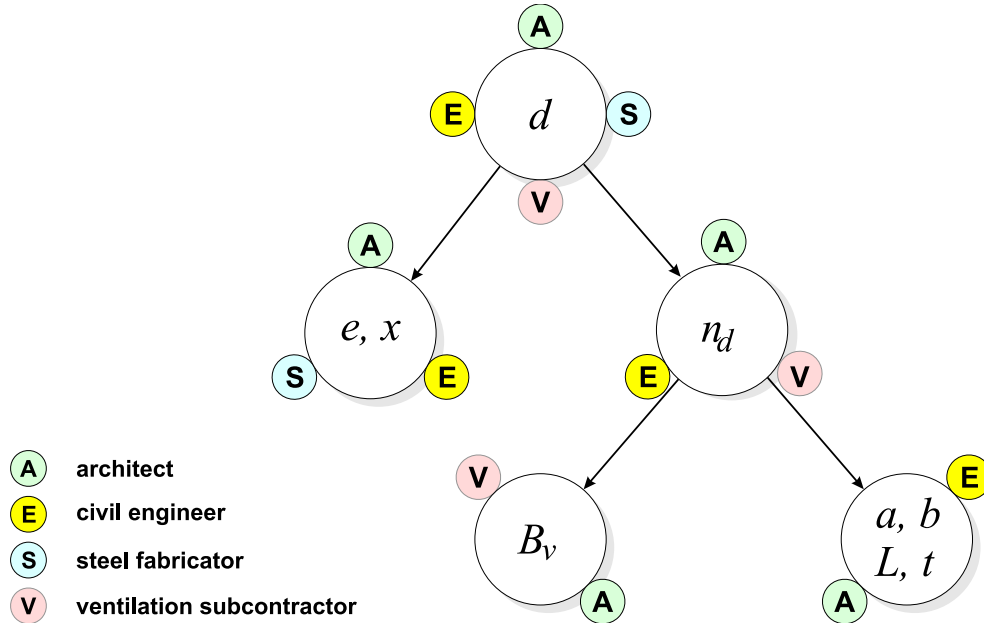 A
E
d
S
V
A
e, x
S
E
A
n_d
E
V
V
B_v
A
E
a, b
L, t
A
A architect
E civil engineer
S steel fabricator
V ventilation subcontractor